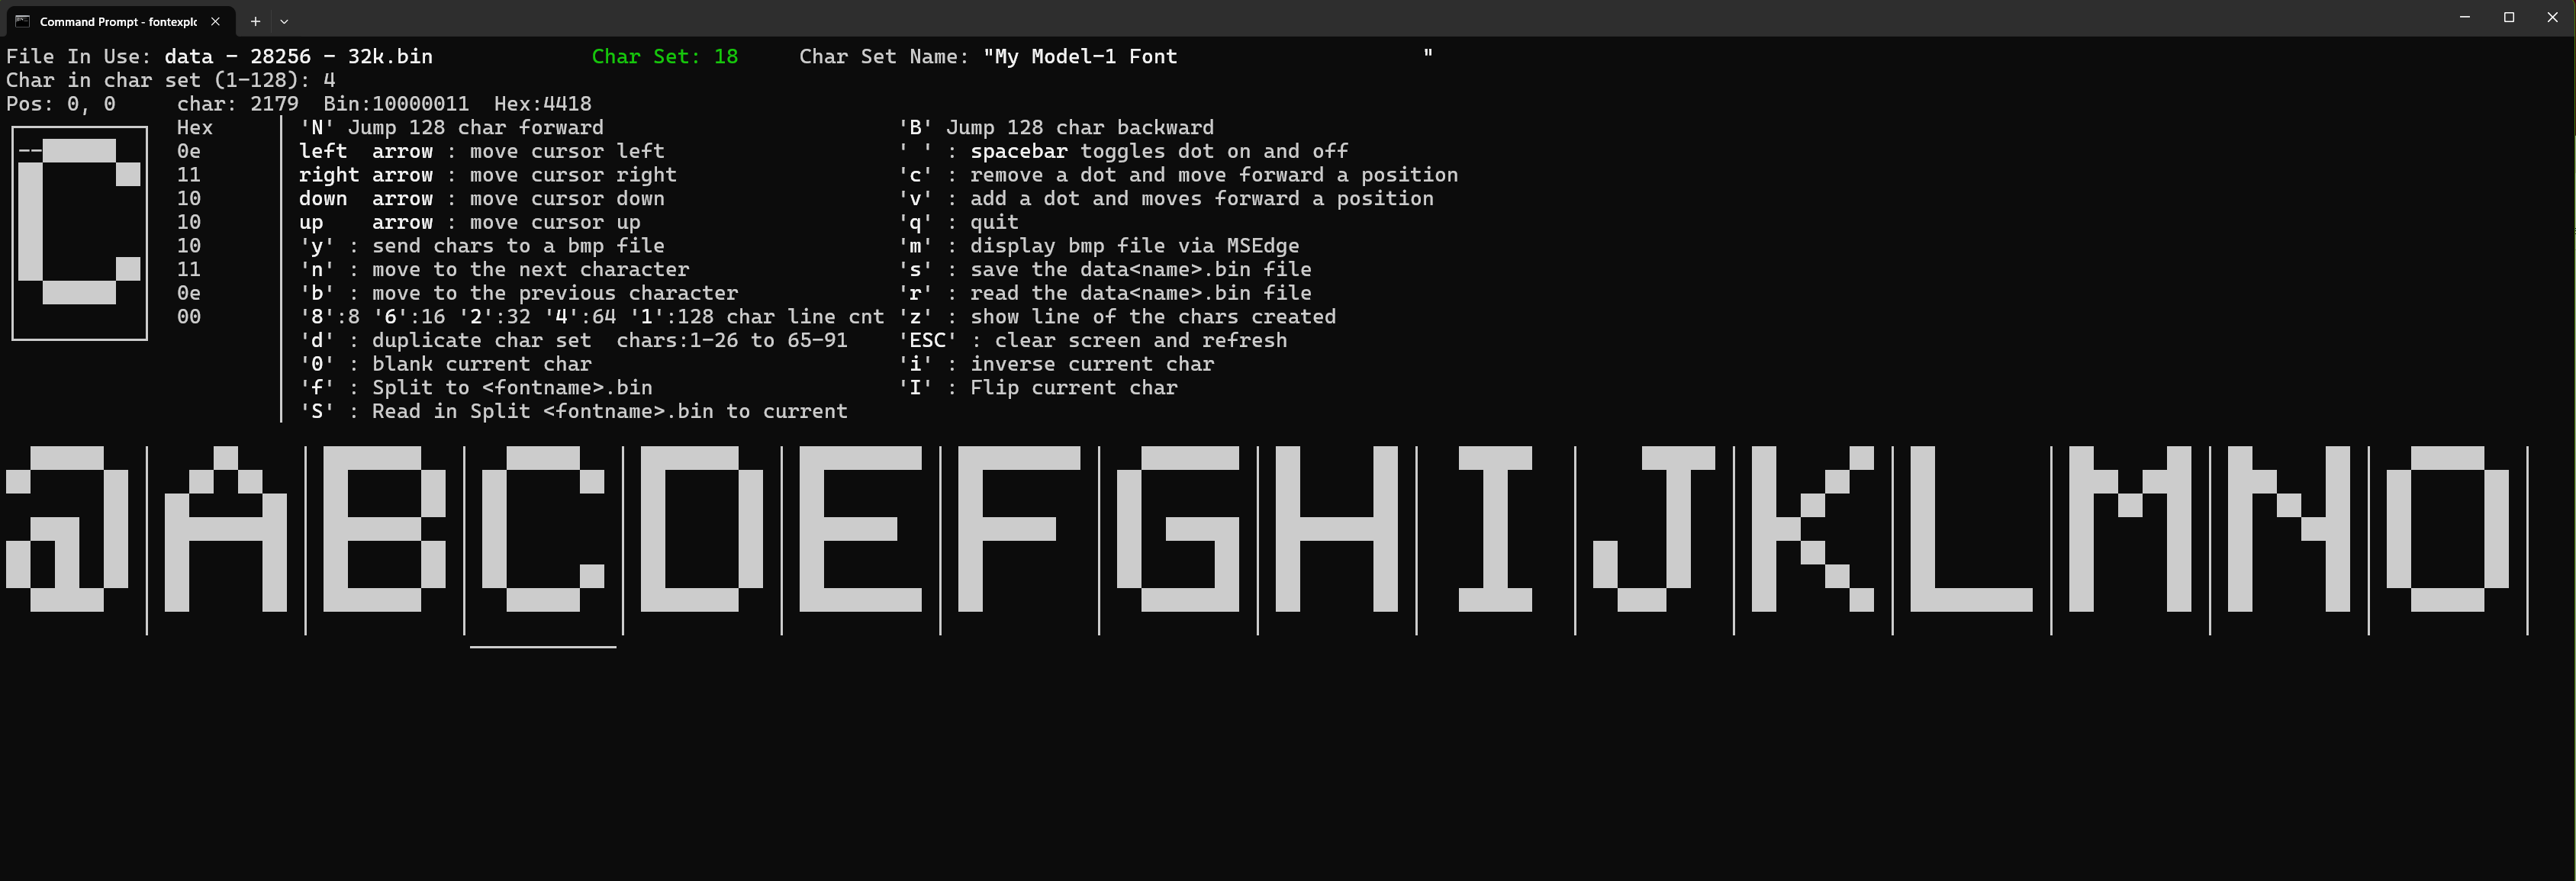 Command Prompt - fontexplc
File In Use: data - 28256 - 32k.bin Char Set: 18 Char Set Name: "My Model-1 Font "
Char in char set (1-128): 4
Pos: 0, 0 char: 2179 Bin:10000011 Hex:4418
Hex 'N' Jump 128 char forward 'B' Jump 128 char backward
0e left arrow : move cursor left ' ' : spacebar toggles dot on and off
11 right arrow : move cursor right 'c' : remove a dot and move forward a position
10 down arrow : move cursor down 'v' : add a dot and moves forward a position
10 up arrow : move cursor up 'q' : quit
10 'y' : send chars to a bmp file 'm' : display bmp file via MSEdge
11 'n' : move to the next character 's' : save the data<name>.bin file
0e 'b' : move to the previous character 'r' : read the data<name>.bin file
00 '8':8 '6':16 '2':32 '4':64 '1':128 char line cnt 'z' : show line of the chars created
'd' : duplicate char set chars:1-26 to 65-91 'ESC' : clear screen and refresh
'0' : blank current char 'i' : inverse current char
'f' : Split to <fontname>.bin 'I' : Flip current char
'S' : Read in Split <fontname>.bin to current
C
@ A B C D E F G H I J K L M N O